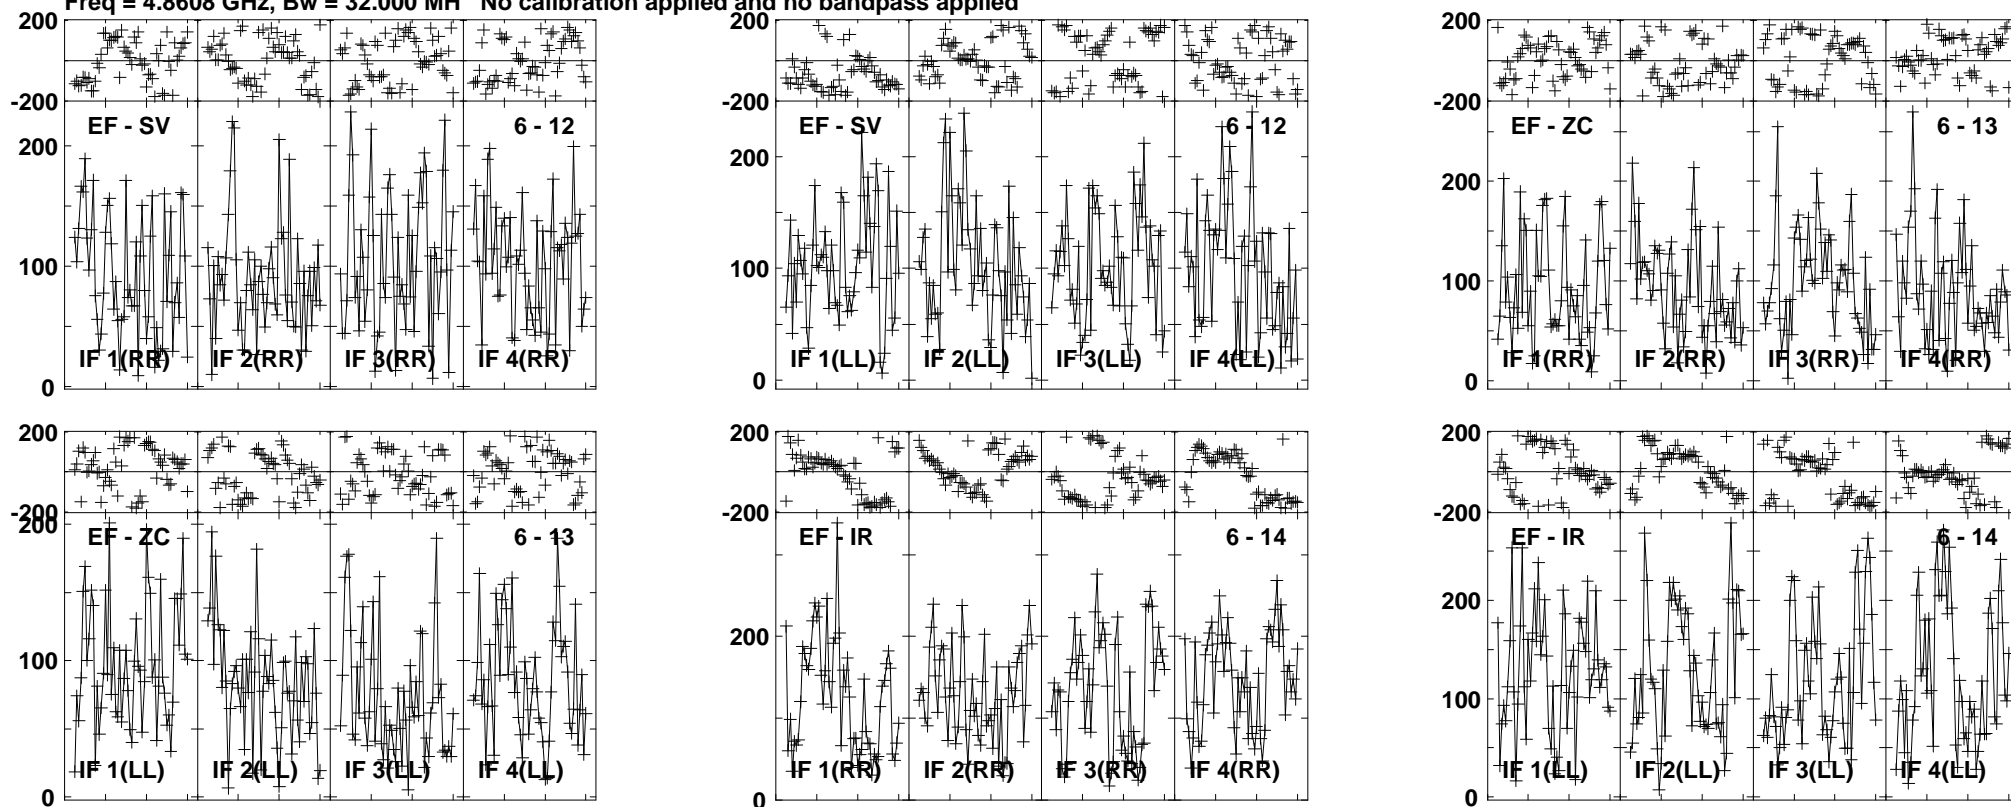 Freq = 4.8608 GHz, Bw = 32.000 MH No calibration applied and no bandpass applied
200
-200
EF - SV
6 - 12
200
100
0
IF 1(RR)
IF 2(RR)
IF 3(RR)
IF 4(RR)
200
-200
EF - SV
6 - 12
200
100
0
IF 1(LL)
IF 2(LL)
IF 3(LL)
IF 4(LL)
200
-200
EF - ZC
6 - 13
200
100
0
IF 1(RR)
IF 2(RR)
IF 3(RR)
IF 4(RR)
200
-200
200
EF - ZC
6 - 13
100
0
IF 1(LL)
IF 2(LL)
IF 3(LL)
IF 4(LL)
200
-200
EF - IR
6 - 14
200
0
IF 1(RR)
IF 2(RR)
IF 3(RR)
IF 4(RR)
200
-200
EF - IR
6 - 14
200
100
0
IF 1(LL)
IF 2(LL)
IF 3(LL)
IF 4(LL)